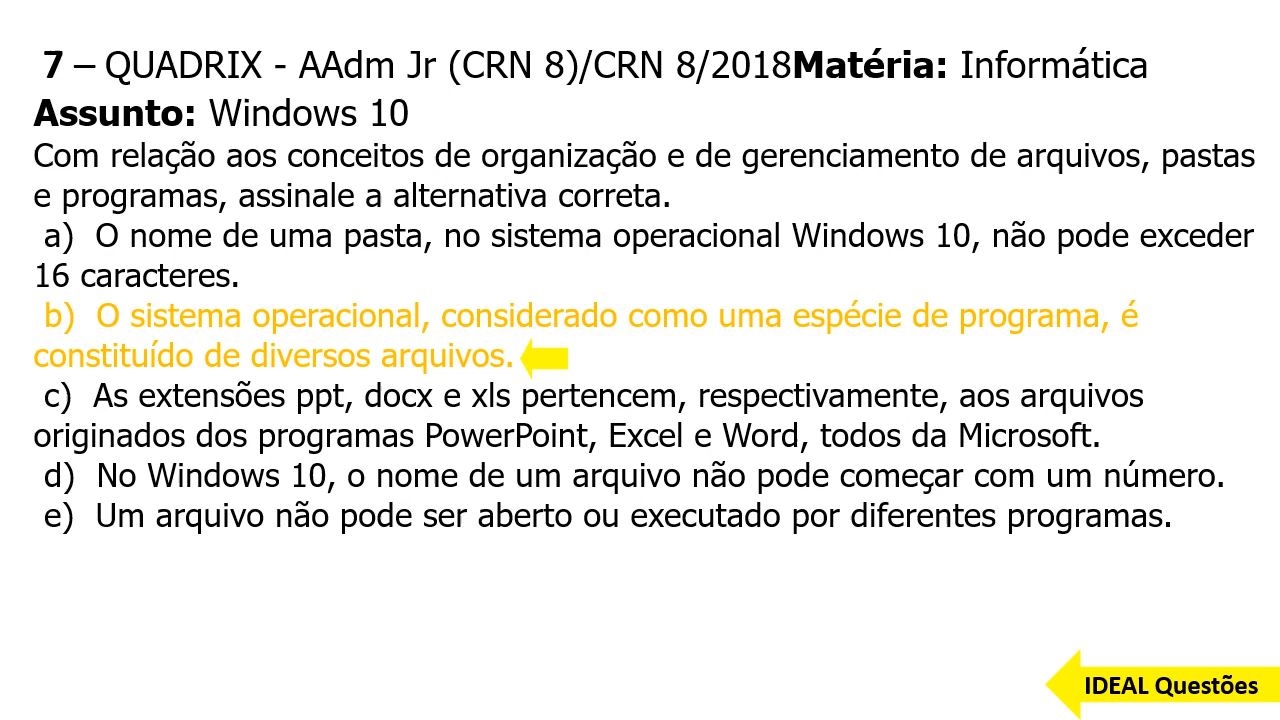 7 – QUADRIX - AAdm Jr (CRN 8)/CRN 8/2018Matéria: Informática
Assunto: Windows 10
Com relação aos conceitos de organização e de gerenciamento de arquivos, pastas
e programas, assinale a alternativa correta.
a) O nome de uma pasta, no sistema operacional Windows 10, não pode exceder
16 caracteres.
b) O sistema operacional, considerado como uma espécie de programa, é
constituído de diversos arquivos.
c) As extensões ppt, docx e xls pertencem, respectivamente, aos arquivos
originados dos programas PowerPoint, Excel e Word, todos da Microsoft.
d) No Windows 10, o nome de um arquivo não pode começar com um número.
e) Um arquivo não pode ser aberto ou executado por diferentes programas.
IDEAL Questões